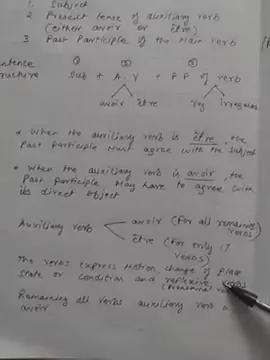 1. Subject
2 Present tense of auxiliary verb
(either avoir or être)
3 Past Participle of the Main Verb
① ② ③
Sub + A.V + P P of verb
avoir être reg irregular
• When the auxiliary verb is être, the
Past Participle Must agree with the subject
• When the auxiliary verb is avoir, the
Past Participle May have to agree with
its direct object
avoir (for all remaining
verbs)
Auxiliary verb
être (for only 17
verbs)
The verbs express Motion, change of place
state or condition and reflexive verbs
Remaining all verbs auxiliary verb
avoir